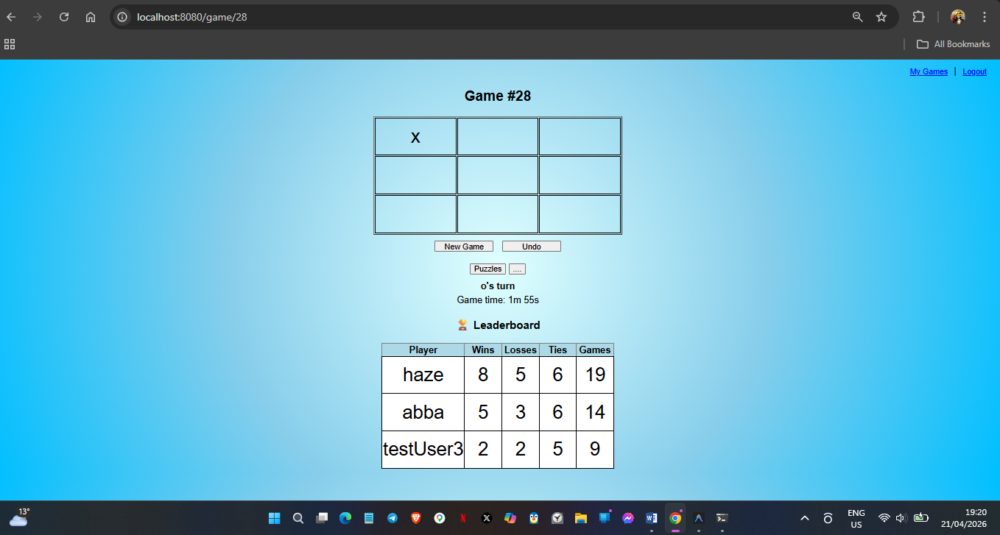 localhost:8080/game/28
All Bookmarks
My Games | Logout
Game #28
x
New Game Undo
Puzzles ....
o's turn
Game time: 1m 55s
🏆 Leaderboard
Player Wins Losses Ties Games
haze 8 5 6 19
abba 5 3 6 14
testUser3 2 2 5 9
13°
ENG
US
19:20
21/04/2026